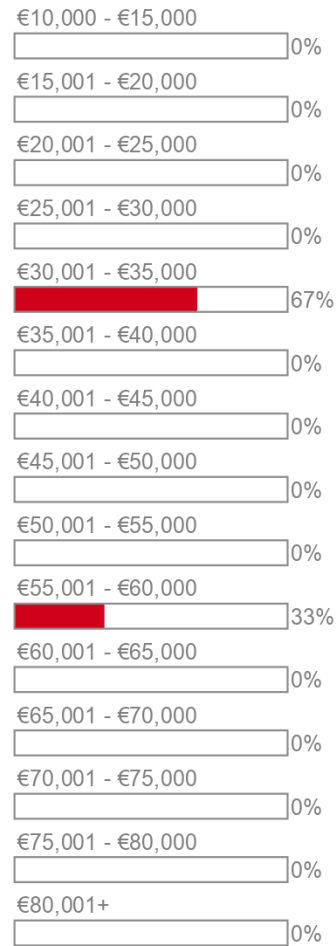 €10,000 - €15,000
0%
€15,001 - €20,000
0%
€20,001 - €25,000
0%
€25,001 - €30,000
0%
€30,001 - €35,000
67%
€35,001 - €40,000
0%
€40,001 - €45,000
0%
€45,001 - €50,000
0%
€50,001 - €55,000
0%
€55,001 - €60,000
33%
€60,001 - €65,000
0%
€65,001 - €70,000
0%
€70,001 - €75,000
0%
€75,001 - €80,000
0%
€80,001+
0%